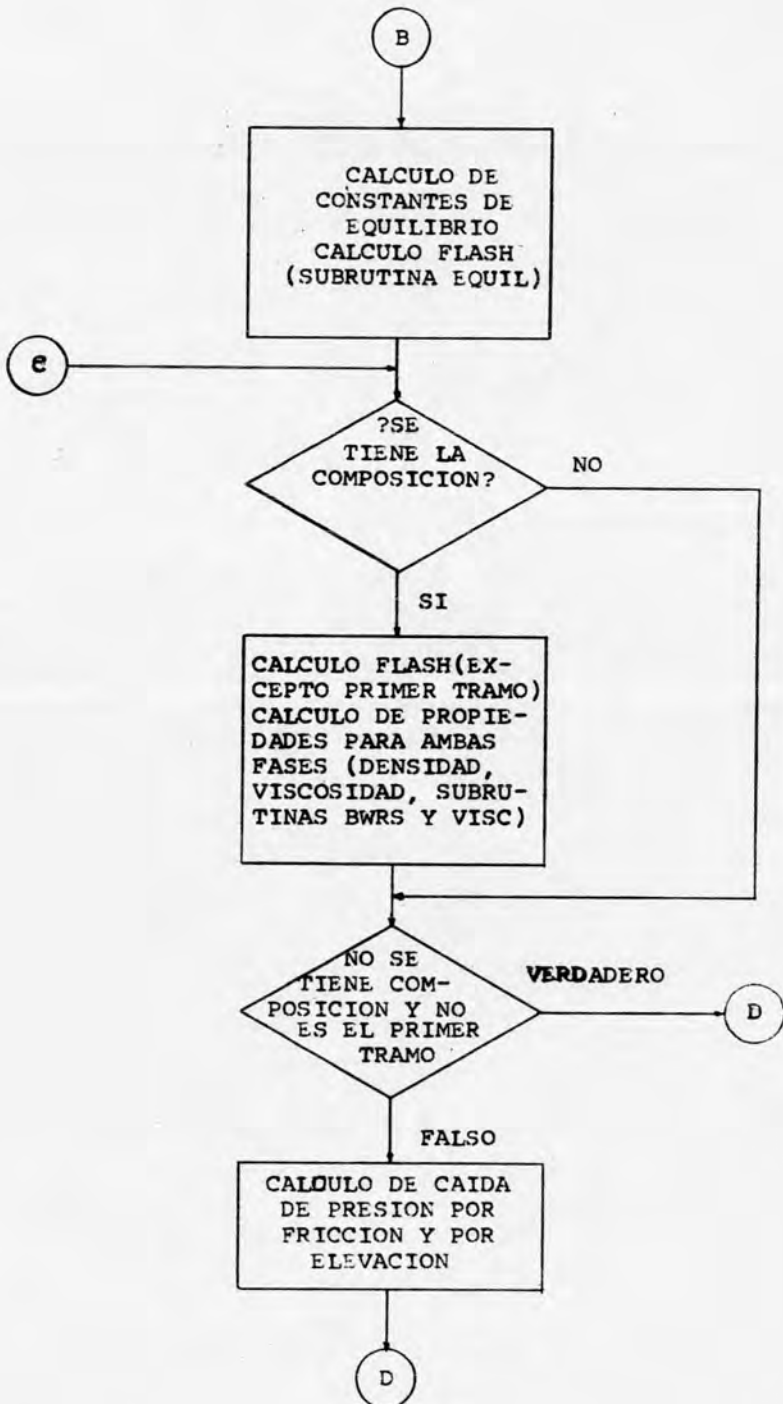 B
CALCULO DE
CONSTANTES DE
EQUILIBRIO
CALCULO FLASH
(SUBRUTINA EQUIL)
C
?SE
TIENE LA
COMPOSICION?
NO
SI
CALCULO FLASH(EX-
CEPTO PRIMER TRAMO)
CALCULO DE PROPIE-
DADES PARA AMBAS
FASES (DENSIDAD,
VISCOSIDAD, SUBRU-
TINAS BWRS Y VISC)
NO SE
TIENE COM-
POSICION Y NO
ES EL PRIMER
TRAMO
VERDADERO
D
FALSO
CALCULO DE CAIDA
DE PRESION POR
FRICCION Y POR
ELEVACION
D